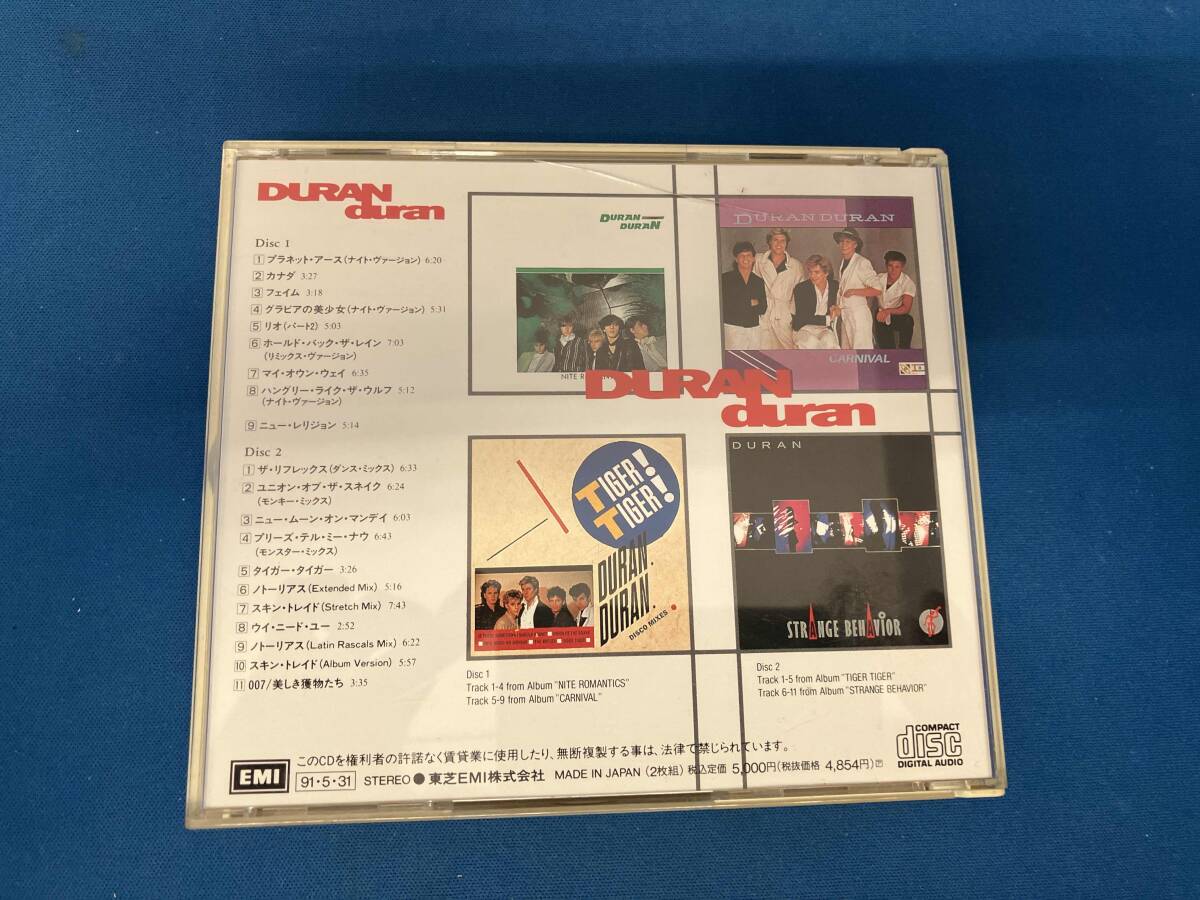 DURAN
duran
Disc 1
1 プラネット・アース(ナイト・ヴァージョン) 6:20
2 カナダ 3:27
3 フェイム 3:18
4 グラビアの美少女(ナイト・ヴァージョン) 5:31
5 リオ(パート2) 5:03
6 ホールド・バック・ザ・レイン 7:03
(リミックス・ヴァージョン)
7 マイ・オウン・ウェイ 6:35
8 ハングリー・ライク・ザ・ウルフ 5:12
(ナイト・ヴァージョン)
9 ニュー・レリジョン 5:14
Disc 2
1 ザ・リフレックス(ダンス・ミックス) 6:33
2 ユニオン・オブ・ザ・スネイク 6:24
(モンキー・ミックス)
3 ニュー・ムーン・オン・マンデイ 6:03
4 プリーズ・テル・ミー・ナウ 6:43
(モンスター・ミックス)
5 タイガー・タイガー 3:26
6 ノトーリアス(Extended Mix) 5:16
7 スキン・トレイド(Stretch Mix) 7:43
8 ウイ・ニード・ユー 2:52
9 ノトーリアス(Latin Rascals Mix) 6:22
10 スキン・トレイド(Album Version) 5:57
11 007/美しき獲物たち 3:35
DURAN
DURAN
NITE
DURAN DURAN
CARNIVAL
DURAN
duran
TIGER!
TIGER!
DURAN.
DURAN.
DISCO MIXES
DURAN
STRANGE BEHAVIOR
Disc 1
Track 1-4 from Album "NITE ROMANTICS"
Track 5-9 from Album "CARNIVAL"
Disc 2
Track 1-5 from Album "TIGER TIGER"
Track 6-11 from Album "STRANGE BEHAVIOR"
このCDを権利者の許諾なく賃貸業に使用したり、無断複製する事は、法律で禁じられています。
EMI 91・5・31 STEREO ● 東芝EMI株式会社 MADE IN JAPAN (2枚組) 税込定価 5,000円(税抜価格 4,854円)
COMPACT
disc
DIGITAL AUDIO